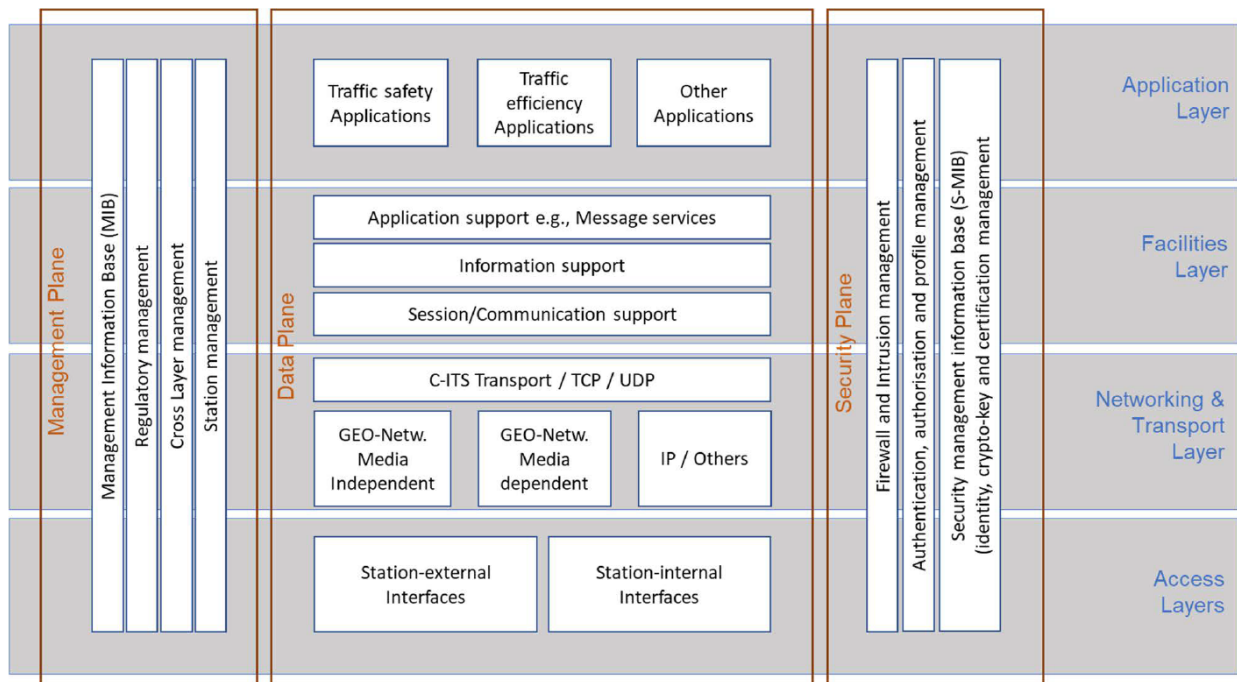 Management Plane
Management Information Base (MIB)
Regulatory management
Cross Layer management
Station management
Data Plane
Traffic safety
Applications
Traffic
efficiency
Applications
Other
Applications
Application support e.g., Message services
Information support
Session/Communication support
C-ITS Transport / TCP / UDP
GEO-Netw.
Media
Independent
GEO-Netw.
Media
dependent
IP / Others
Station-external
Interfaces
Station-internal
Interfaces
Security Plane
Firewall and Intrusion management
Authentication, authorisation and profile management
Security management information base (S-MIB)
(identity, crypto-key and certification management
Application
Layer
Facilities
Layer
Networking &
Transport
Layer
Access
Layers